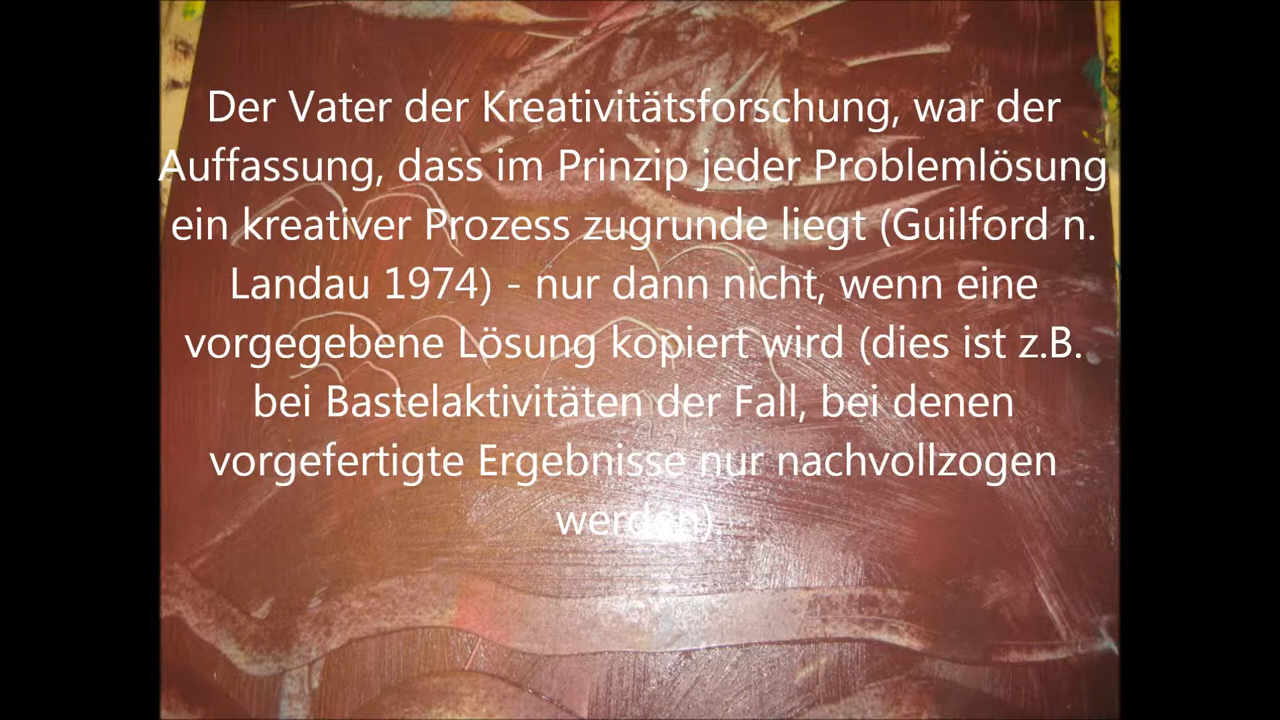 Der Vater der Kreativitätsforschung, war der
Auffassung, dass im Prinzip jeder Problemlösung
ein kreativer Prozess zugrunde liegt (Guilford n.
Landau 1974) - nur dann nicht, wenn eine
vorgegebene Lösung kopiert wird (dies ist z.B.
bei Bastelaktivitäten der Fall, bei denen
vorgefertigte Ergebnisse nur nachvollzogen
werden).